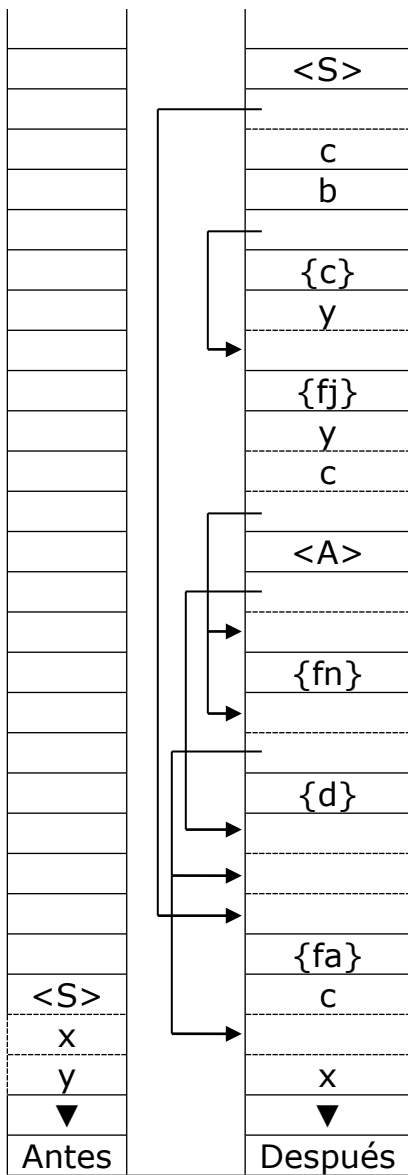 <S>
c
b
{c}
y
{fj}
y
c
<A>
{fn}
{d}
{fa}
<S> c
x
y x
▼ ▼
Antes Después